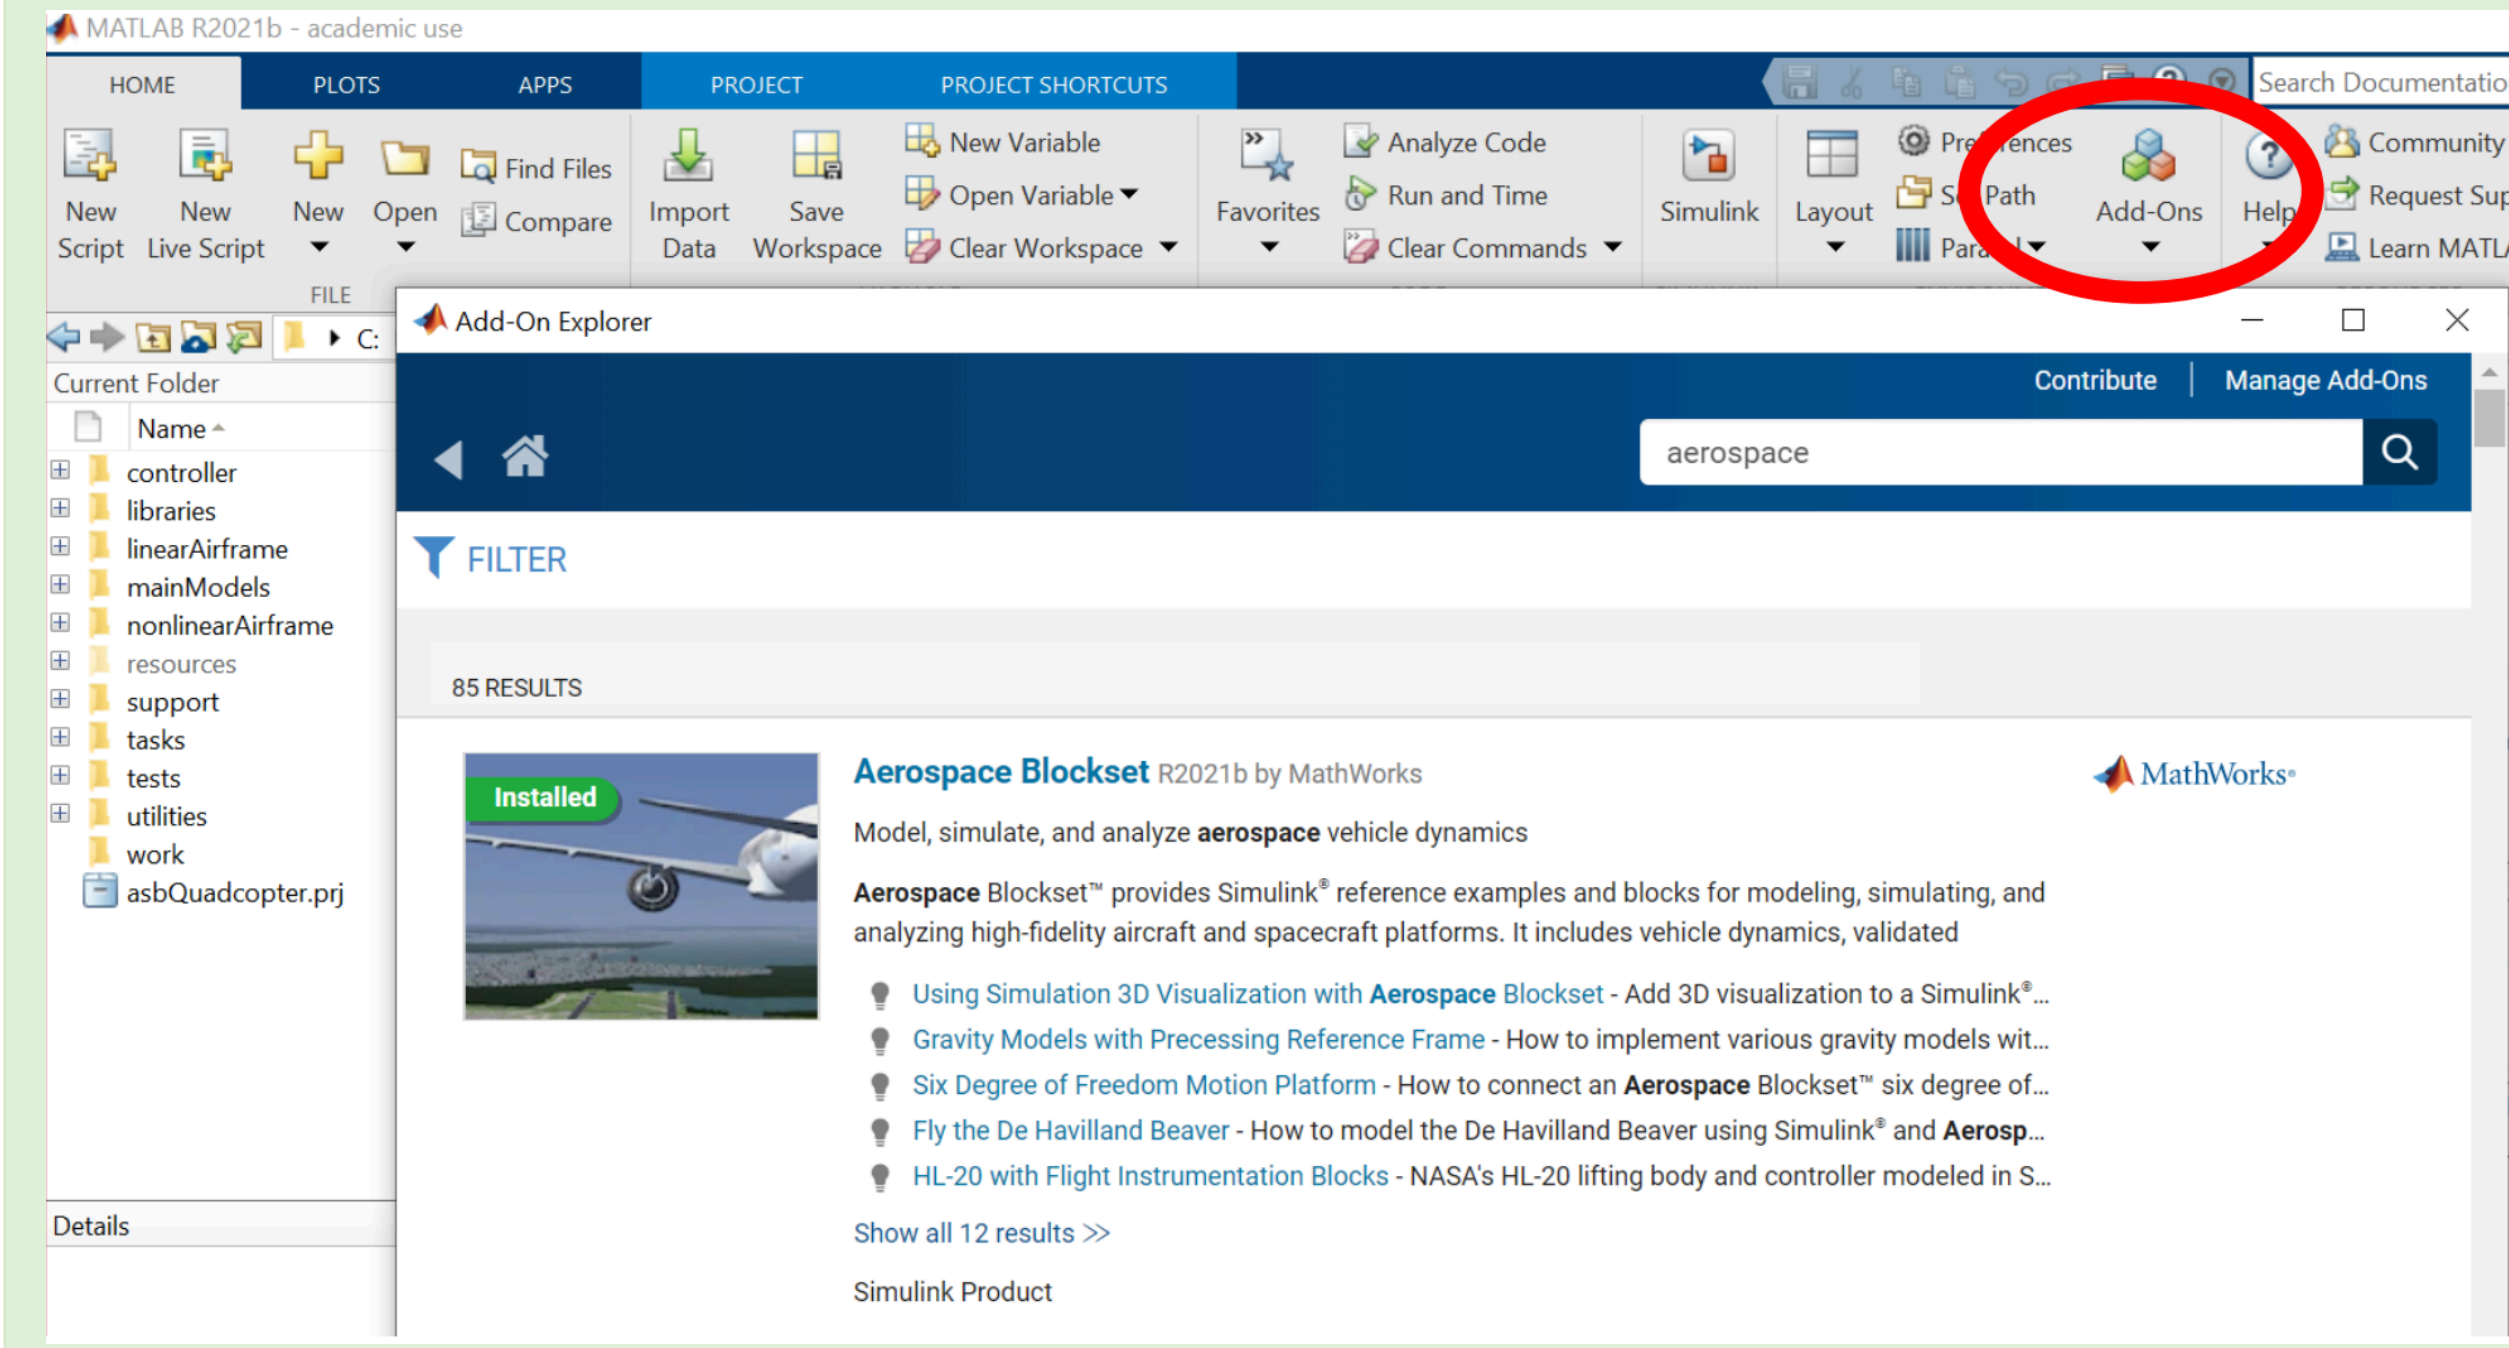 MATLAB R2021b - academic use
HOME PLOTS APPS PROJECT PROJECT SHORTCUTS Search Documentatio
New Script
New Live Script
New
Open
Find Files
Compare
FILE
Import Data
Save Workspace
New Variable
Open Variable
Clear Workspace
Favorites
Analyze Code
Run and Time
Clear Commands
Simulink
Layout
Preferences
Set Path
Parallel
Add-Ons
Help
Community
Request Sup
Learn MATLA
C:
Current Folder
Name
controller
libraries
linearAirframe
mainModels
nonlinearAirframe
resources
support
tasks
tests
utilities
work
asbQuadcopter.prj
Details
Add-On Explorer
Contribute | Manage Add-Ons
aerospace
FILTER
85 RESULTS
Installed
Aerospace Blockset R2021b by MathWorks
MathWorks®
Model, simulate, and analyze aerospace vehicle dynamics
Aerospace Blockset™ provides Simulink® reference examples and blocks for modeling, simulating, and
analyzing high-fidelity aircraft and spacecraft platforms. It includes vehicle dynamics, validated
Using Simulation 3D Visualization with Aerospace Blockset - Add 3D visualization to a Simulink®...
Gravity Models with Precessing Reference Frame - How to implement various gravity models wit...
Six Degree of Freedom Motion Platform - How to connect an Aerospace Blockset™ six degree of...
Fly the De Havilland Beaver - How to model the De Havilland Beaver using Simulink® and Aerosp...
HL-20 with Flight Instrumentation Blocks - NASA's HL-20 lifting body and controller modeled in S...
Show all 12 results >>
Simulink Product